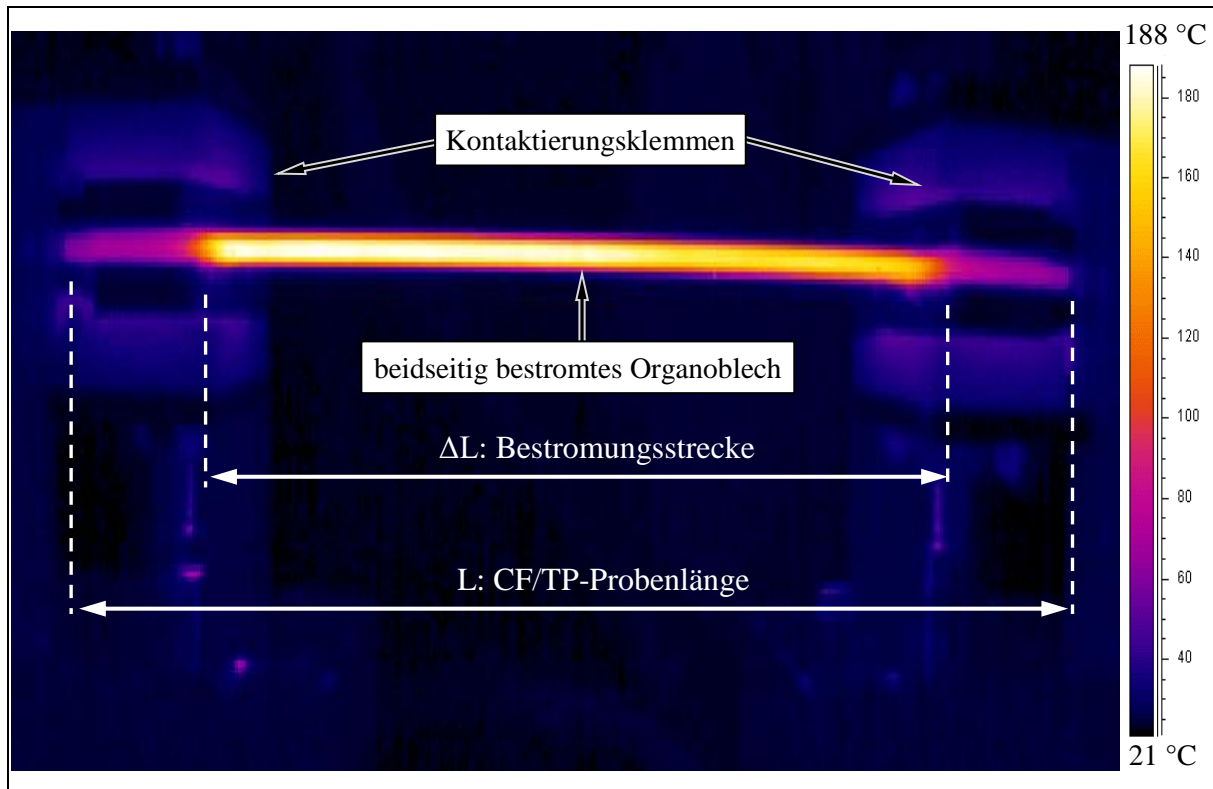 188 °C
180
Kontaktierungsklemmen
160
140
beidseitig bestromtes Organoblech
120
100
ΔL: Bestromungsstrecke
80
L: CF/TP-Probenlänge
60
40
21 °C